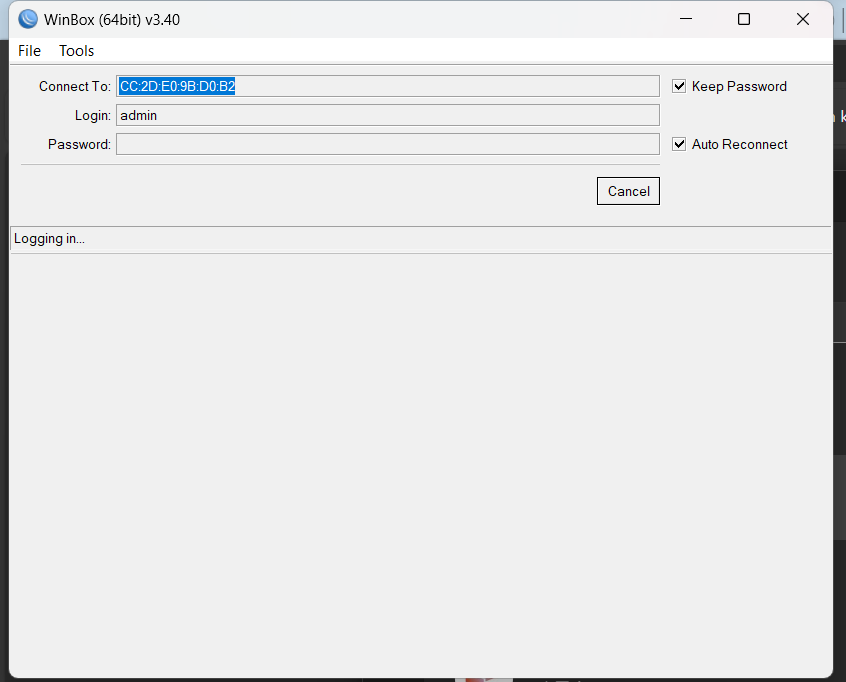 WinBox (64bit) v3.40
File Tools
Connect To: CC:2D:E0:9B:D0:B2 Keep Password
Login: admin
Password: Auto Reconnect
Cancel
Logging in...